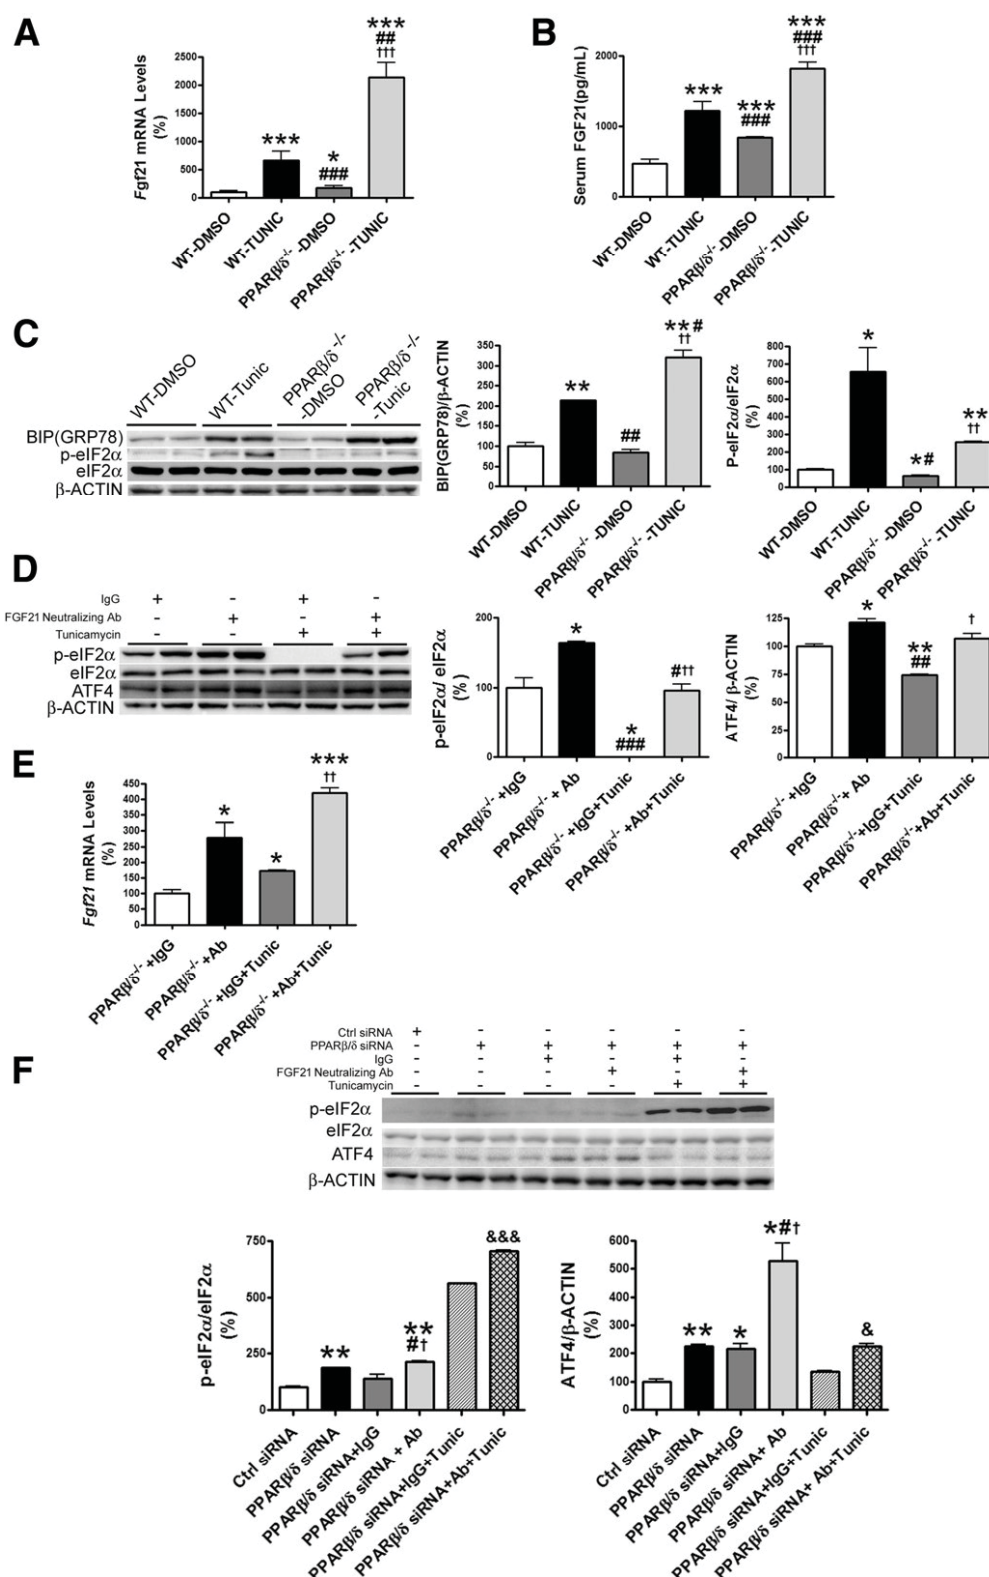 A
Fgf21 mRNA Levels
(%)
2500
2000
1500
1000
500
0
***
*
###
***
##
†††
WT-DMSO
WT-TUNIC
PPARβ/δ-/- -DMSO
PPARβ/δ-/- -TUNIC
B
Serum FGF21(pg/mL)
2000
1000
0
***
***
###
***
###
†††
WT-DMSO
WT-TUNIC
PPARβ/δ-/- -DMSO
PPARβ/δ-/- -TUNIC
C
WT-DMSO
WT-Tunic
PPARβ/δ -/-
-DMSO
PPARβ/δ -/-
-Tunic
BIP(GRP78)
p-eIF2α
eIF2α
β-ACTIN
BIP(GRP78)/β-ACTIN
(%)
350
300
250
200
150
100
50
0
**
##
**#
††
WT-DMSO
WT-TUNIC
PPARβ/δ-/- -DMSO
PPARβ/δ-/- -TUNIC
P-eIF2α/eIF2α
(%)
800
700
600
500
400
300
200
100
0
*
*#
**
††
WT-DMSO
WT-TUNIC
PPARβ/δ-/- -DMSO
PPARβ/δ-/- -TUNIC
D
IgG + - + -
FGF21 Neutralizing Ab - + - +
Tunicamycin - - + +
p-eIF2α
eIF2α
ATF4
β-ACTIN
p-eIF2α/ eIF2α
(%)
200
100
0
*
*
###
#††
PPARβ/δ-/- +IgG
PPARβ/δ-/- + Ab
PPARβ/δ-/- +IgG+Tunic
PPARβ/δ-/- +Ab+Tunic
ATF4/ β-ACTIN
(%)
125
100
75
50
25
0
*
**
##
†
PPARβ/δ-/- +IgG
PPARβ/δ-/- + Ab
PPARβ/δ-/- +IgG+Tunic
PPARβ/δ-/- +Ab+Tunic
E
Fgf21 mRNA Levels
(%)
450
400
350
300
250
200
150
100
50
0
*
*
***
††
PPARβ/δ-/- +IgG
PPARβ/δ-/- +Ab
PPARβ/δ-/- +IgG+Tunic
PPARβ/δ-/- +Ab+Tunic
F
Ctrl siRNA + - - - - -
PPARβ/δ siRNA - + + + + +
IgG - - + - + -
FGF21 Neutralizing Ab - - - + - +
Tunicamycin - - - - + +
p-eIF2α
eIF2α
ATF4
β-ACTIN
p-eIF2α/eIF2α
(%)
750
500
250
0
**
**
#†
&&&
Ctrl siRNA
PPARβ/δ siRNA
PPARβ/δ siRNA+IgG
PPARβ/δ siRNA+ Ab
PPARβ/δ siRNA+IgG+Tunic
PPARβ/δ siRNA+Ab+Tunic
ATF4/β-ACTIN
(%)
600
500
400
300
200
100
0
**
*
*#†
&
Ctrl siRNA
PPARβ/δ siRNA
PPARβ/δ siRNA+IgG
PPARβ/δ siRNA+ Ab
PPARβ/δ siRNA+IgG+Tunic
PPARβ/δ siRNA+ Ab+Tunic